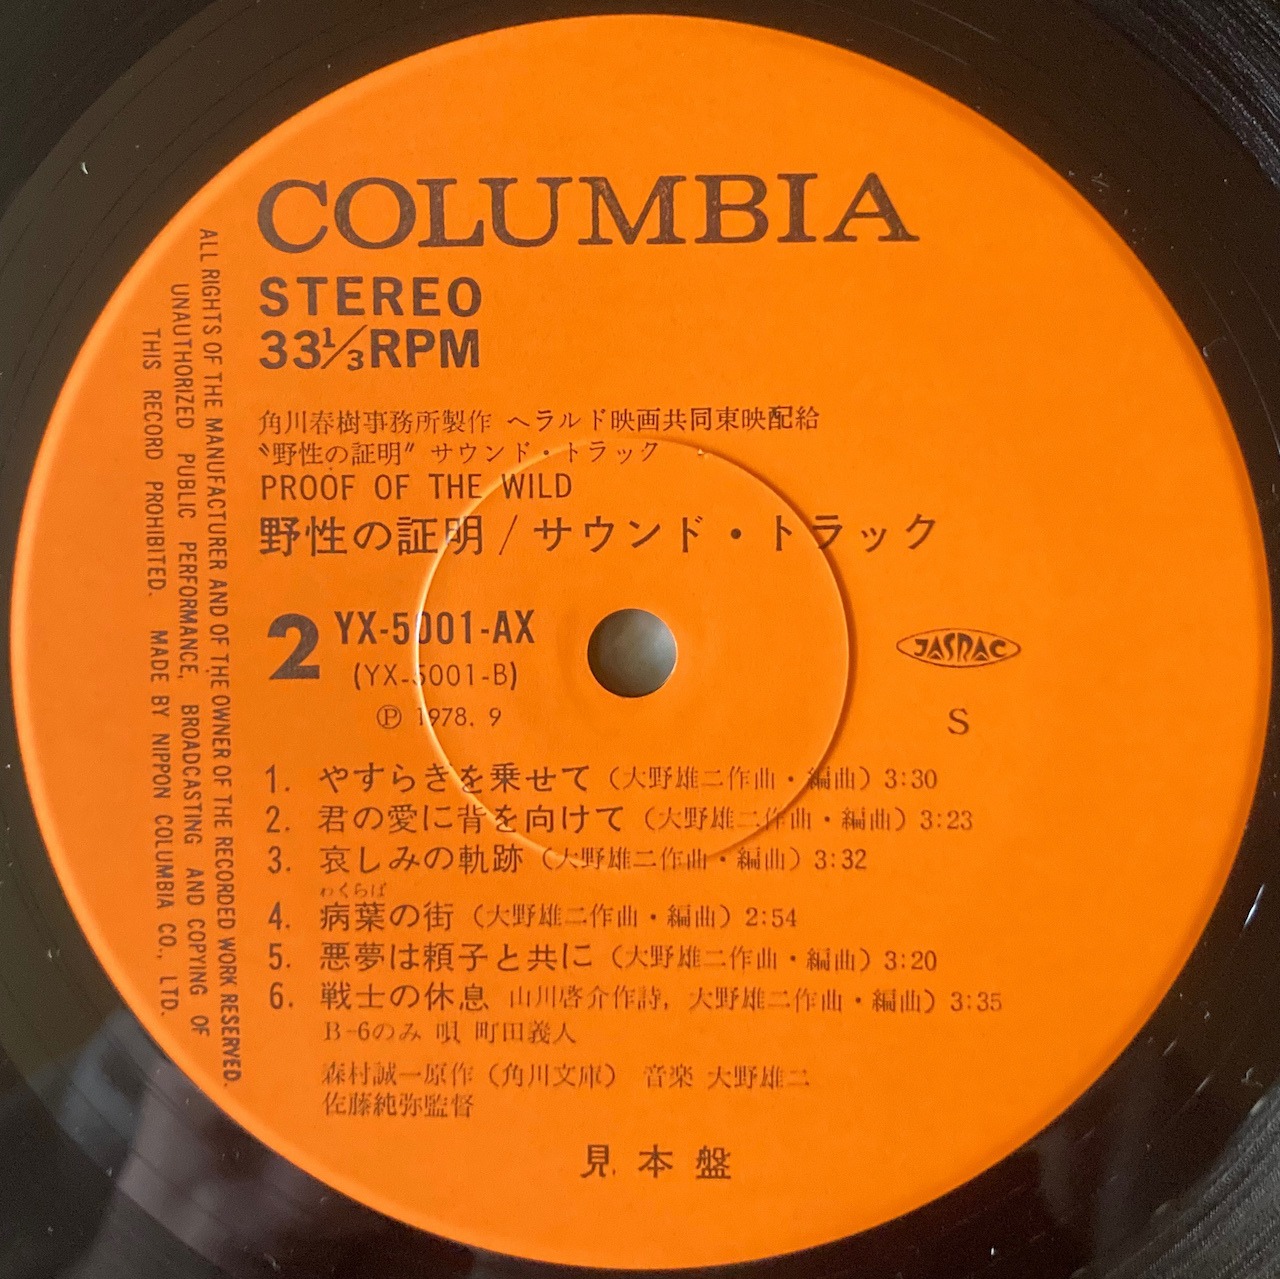 COLUMBIA
STEREO
33⅓RPM
角川春樹事務所製作 ヘラルド映画共同東映配給
〝野性の証明〟サウンド・トラック
PROOF OF THE WILD
野性の証明/サウンド・トラック
2 YX-5001-AX
(YX-5001-B)
Ⓟ 1978. 9
JASRAC
S
1. やすらぎを乗せて(大野雄二作曲・編曲)3:30
2. 君の愛に背を向けて(大野雄二作曲・編曲)3:23
3. 哀しみの軌跡(大野雄二作曲・編曲)3:32
わくらば
4. 病葉の街(大野雄二作曲・編曲)2:54
5. 悪夢は頼子と共に(大野雄二作曲・編曲)3:20
6. 戦士の休息 山川啓介作詩, 大野雄二作曲・編曲)3:35
B-6のみ 唄 町田義人
森村誠一原作(角川文庫) 音楽 大野雄二
佐藤純弥監督
見本盤
ALL RIGHTS OF THE MANUFACTURER AND OF THE OWNER OF THE RECORDED WORK RESERVED.
UNAUTHORIZED PUBLIC PERFORMANCE, BROADCASTING AND COPYING OF
THIS RECORD PROHIBITED. MADE BY NIPPON COLUMBIA CO., LTD.